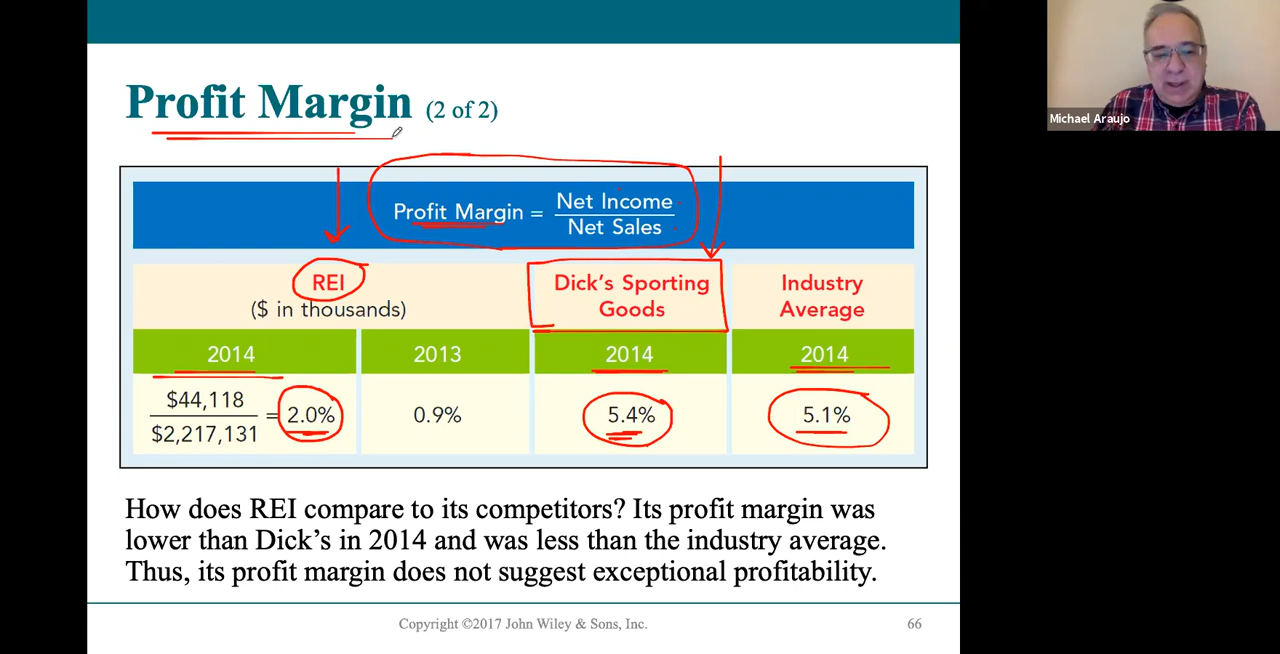 Profit Margin (2 of 2)
Michael Araujo
Profit Margin = Net Income
Net Sales
REI
($ in thousands)
Dick's Sporting
Goods
Industry
Average
2014
2013
2014
2014
$44,118
$2,217,131
= 2.0%
0.9%
5.4%
5.1%
How does REI compare to its competitors? Its profit margin was
lower than Dick's in 2014 and was less than the industry average.
Thus, its profit margin does not suggest exceptional profitability.
Copyright ©2017 John Wiley & Sons, Inc.
66